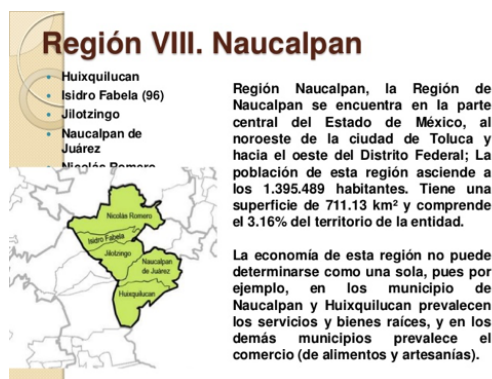 Región VIII. Naucalpan
• Huixquilucan
• Isidro Fabela (96)
• Jilotzingo
• Naucalpan de
Juárez
• Nicolás Romero
Región Naucalpan, la Región de
Naucalpan se encuentra en la parte
central del Estado de México, al
noroeste de la ciudad de Toluca y
hacia el oeste del Distrito Federal; La
población de esta región asciende a
los 1.395.489 habitantes. Tiene una
superficie de 711.13 km² y comprende
el 3.16% del territorio de la entidad.
La economía de esta región no puede
determinarse como una sola, pues por
ejemplo, en los municipio de
Naucalpan y Huixquilucan prevalecen
los servicios y bienes raíces, y en los
demás municipios prevalece el
comercio (de alimentos y artesanías).
Nicolás Romero
Isidro Fabela
Jilotzingo
Naucalpan
de Juárez
Huixquilucan